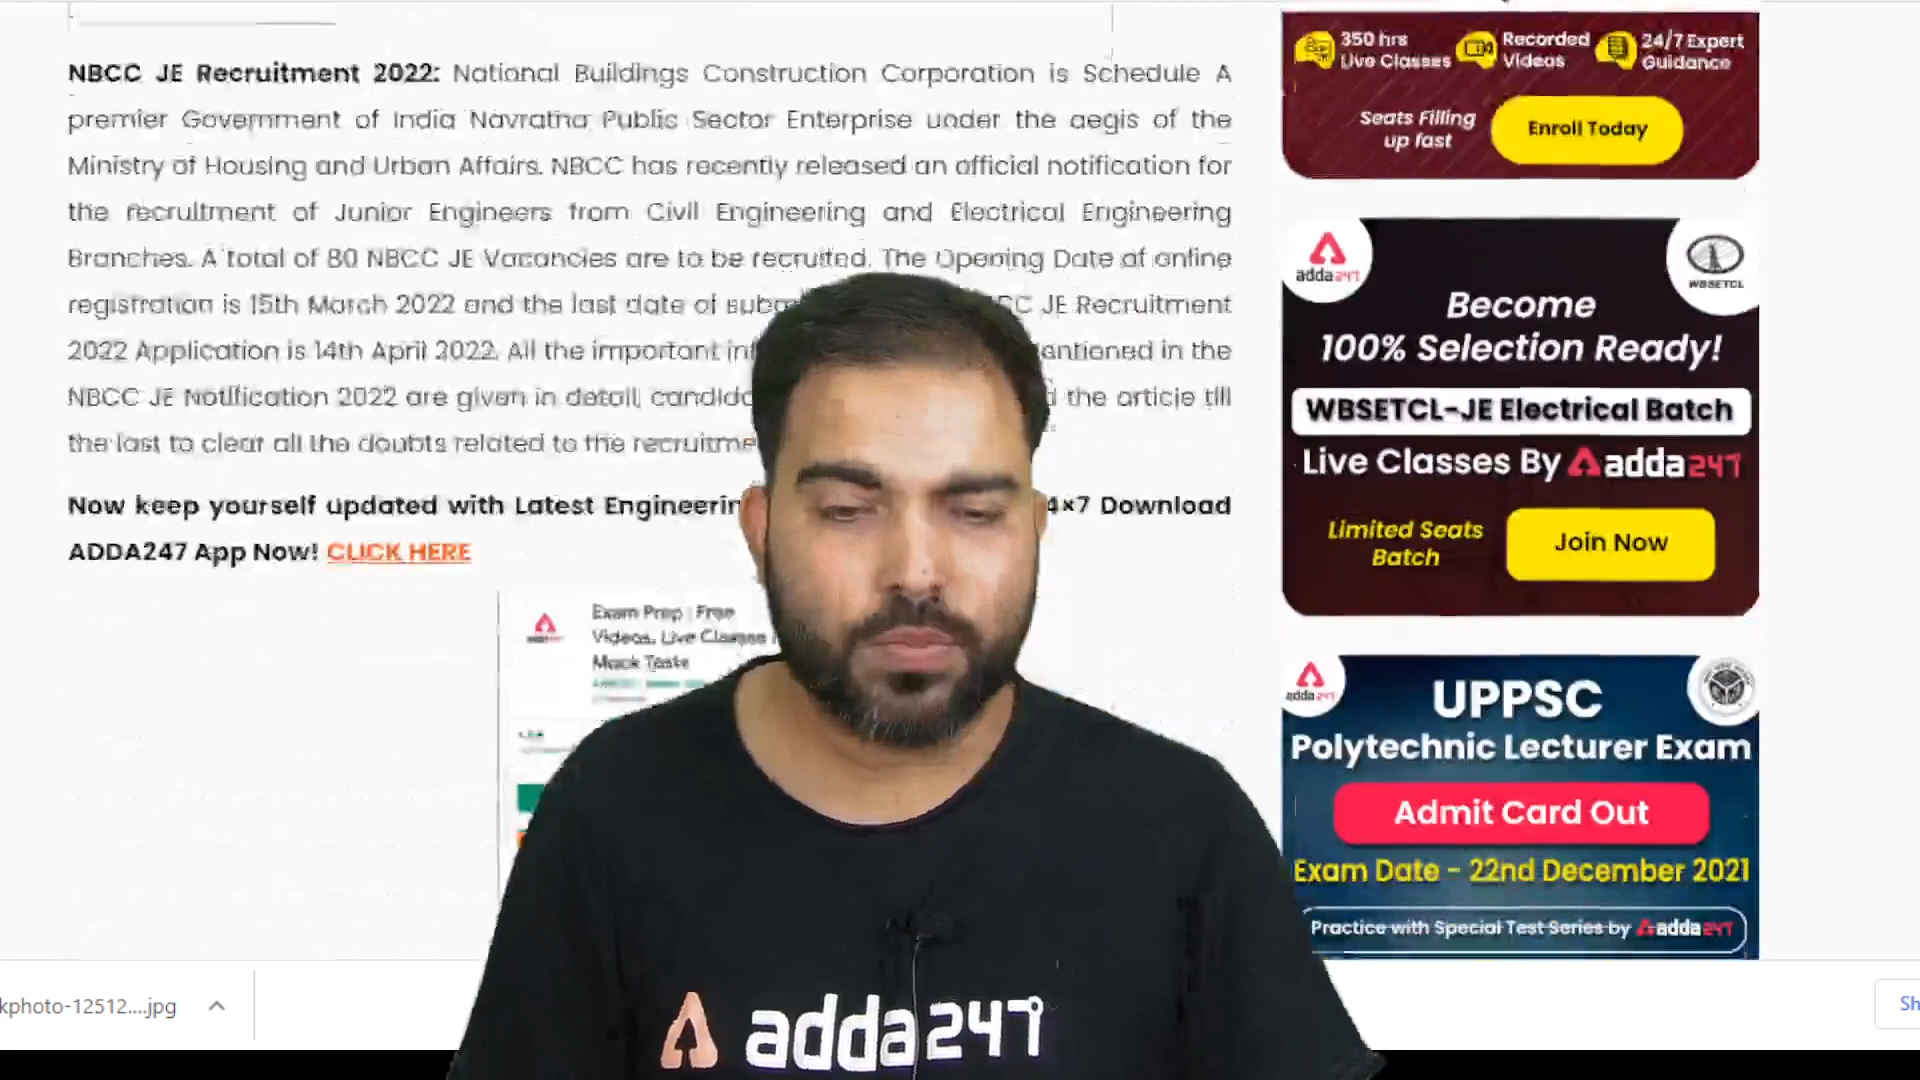 NBCC JE Recruitment 2022: National Buildings Construction Corporation is Schedule A
premier Government of India Navratna Public Sector Enterprise under the aegis of the
Ministry of Housing and Urban Affairs. NBCC has recently released an official notification for
the recruitment of Junior Engineers from Civil Engineering and Electrical Engineering
Branches. A total of 80 NBCC JE Vacancies are to be recruited. The Opening Date of online
registration is 15th March 2022 and the last date of JE Recruitment
2022 Application is 14th April 2022. All the important mentioned in the
NBCC JE Notification 2022 are given in detail, the article till
the last to clear all the doubts related to the
Now keep yourself updated with Latest 4×7 Download
ADDA247 App Now! CLICK HERE
Exam Prep | Free
Videos, Live Classes
Mock Tests
350 hrs
Live Classes
Recorded
Videos
24/7 Expert
Guidance
Seats Filling
up fast
Enroll Today
adda247
WBSETCL
Become
100% Selection Ready!
WBSETCL-JE Electrical Batch
Live Classes By adda247
Limited Seats
Batch
Join Now
adda247
UPPSC
Polytechnic Lecturer Exam
Admit Card Out
Exam Date - 22nd December 2021
Practice with Special Test Series by adda247
kphoto-12512....jpg
Sh
adda247